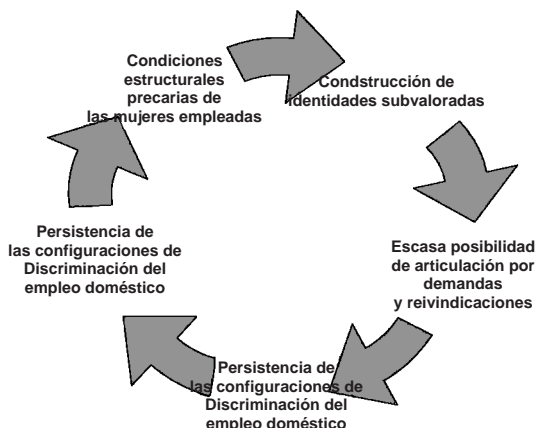 Condiciones
estructurales
precarias de
las mujeres empleadas
Condstrucción de
identidades subvaloradas
Escasa posibilidad
de articulación por
demandas
y reivindicaciones
Persistencia de
las configuraciones de
Discriminación del
empleo doméstico
Persistencia de
las configuraciones de
Discriminación del
empleo doméstico